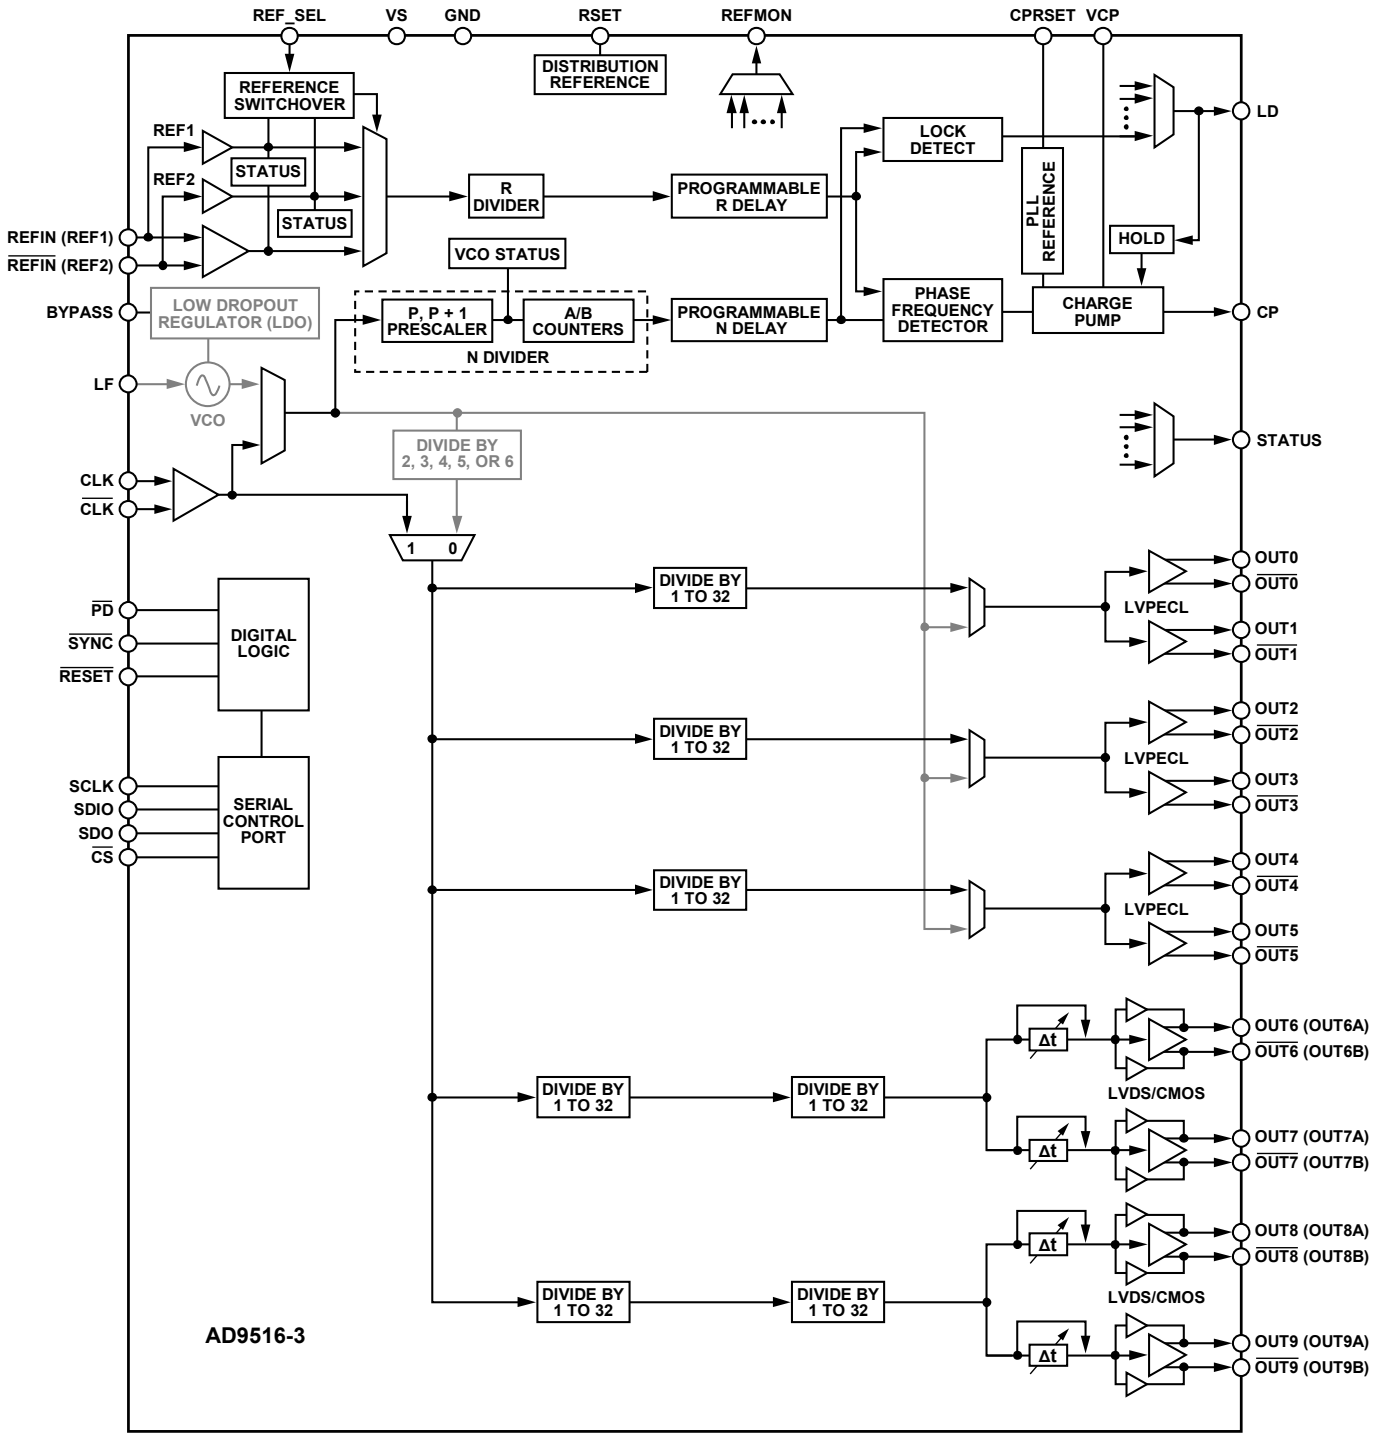 REF_SEL
VS
GND
RSET
REFMON
CPRSET
VCP
DISTRIBUTION
REFERENCE
REFERENCE
SWITCHOVER
LD
REF1
LOCK
DETECT
STATUS
REF2
R
DIVIDER
PROGRAMMABLE
R DELAY
PLL
REFERENCE
STATUS
REFIN (REF1)
REFIN (REF2)
HOLD
VCO STATUS
BYPASS
LOW DROPOUT
REGULATOR (LDO)
P, P + 1
PRESCALER
A/B
COUNTERS
N DIVIDER
PROGRAMMABLE
N DELAY
PHASE
FREQUENCY
DETECTOR
CHARGE
PUMP
CP
LF
VCO
STATUS
DIVIDE BY
2, 3, 4, 5, OR 6
CLK
CLK
1
0
DIVIDE BY
1 TO 32
OUT0
OUT0
LVPECL
OUT1
OUT1
PD
SYNC
RESET
DIGITAL
LOGIC
DIVIDE BY
1 TO 32
OUT2
OUT2
LVPECL
OUT3
OUT3
SCLK
SDIO
SDO
CS
SERIAL
CONTROL
PORT
DIVIDE BY
1 TO 32
OUT4
OUT4
LVPECL
OUT5
OUT5
Δt
OUT6 (OUT6A)
OUT6 (OUT6B)
DIVIDE BY
1 TO 32
DIVIDE BY
1 TO 32
LVDS/CMOS
Δt
OUT7 (OUT7A)
OUT7 (OUT7B)
Δt
OUT8 (OUT8A)
OUT8 (OUT8B)
DIVIDE BY
1 TO 32
DIVIDE BY
1 TO 32
LVDS/CMOS
Δt
OUT9 (OUT9A)
OUT9 (OUT9B)
AD9516-3